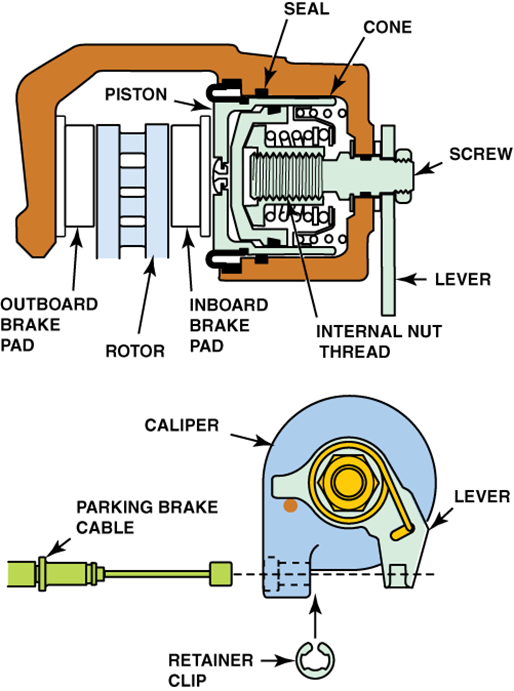 SEAL
CONE
PISTON
SCREW
LEVER
OUTBOARD
BRAKE
PAD
ROTOR
INBOARD
BRAKE
PAD
INTERNAL NUT
THREAD
CALIPER
LEVER
PARKING BRAKE
CABLE
RETAINER
CLIP